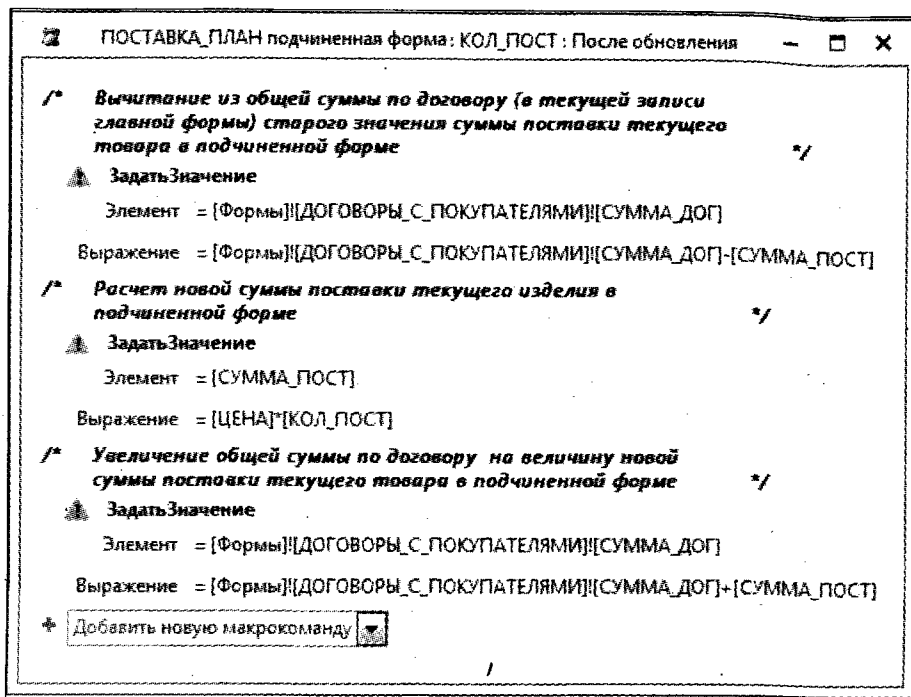 ПОСТАВКА_ПЛАН подчиненная форма: КОЛ_ПОСТ : После обновления
/* Вычитание из общей суммы по договору (в текущей записи
главной формы) старого значения суммы поставки текущего
товара в подчиненной форме */
ЗадатьЗначение
Элемент = [Формы]![ДОГОВОРЫ_С_ПОКУПАТЕЛЯМИ]![СУММА_ДОГ]
Выражение = [Формы]![ДОГОВОРЫ_С_ПОКУПАТЕЛЯМИ]![СУММА_ДОГ]-[СУММА_ПОСТ]
/* Расчет новой суммы поставки текущего изделия в
подчиненной форме */
ЗадатьЗначение
Элемент = [СУММА_ПОСТ]
Выражение = [ЦЕНА]*[КОЛ_ПОСТ]
/* Увеличение общей суммы по договору на величину новой
суммы поставки текущего товара в подчиненной форме */
ЗадатьЗначение
Элемент = [Формы]![ДОГОВОРЫ_С_ПОКУПАТЕЛЯМИ]![СУММА_ДОГ]
Выражение = [Формы]![ДОГОВОРЫ_С_ПОКУПАТЕЛЯМИ]![СУММА_ДОГ]+[СУММА_ПОСТ]
+ Добавить новую макрокоманду